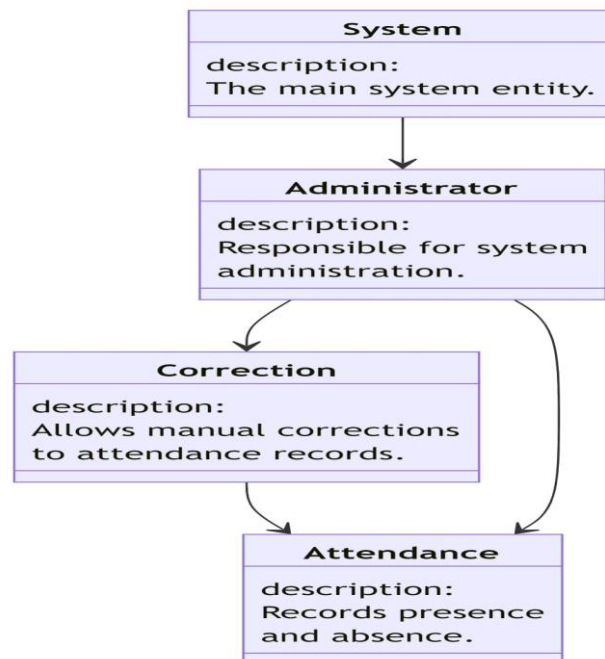 System
description:
The main system entity.
Administrator
description:
Responsible for system
administration.
Correction
description:
Allows manual corrections
to attendance records.
Attendance
description:
Records presence
and absence.